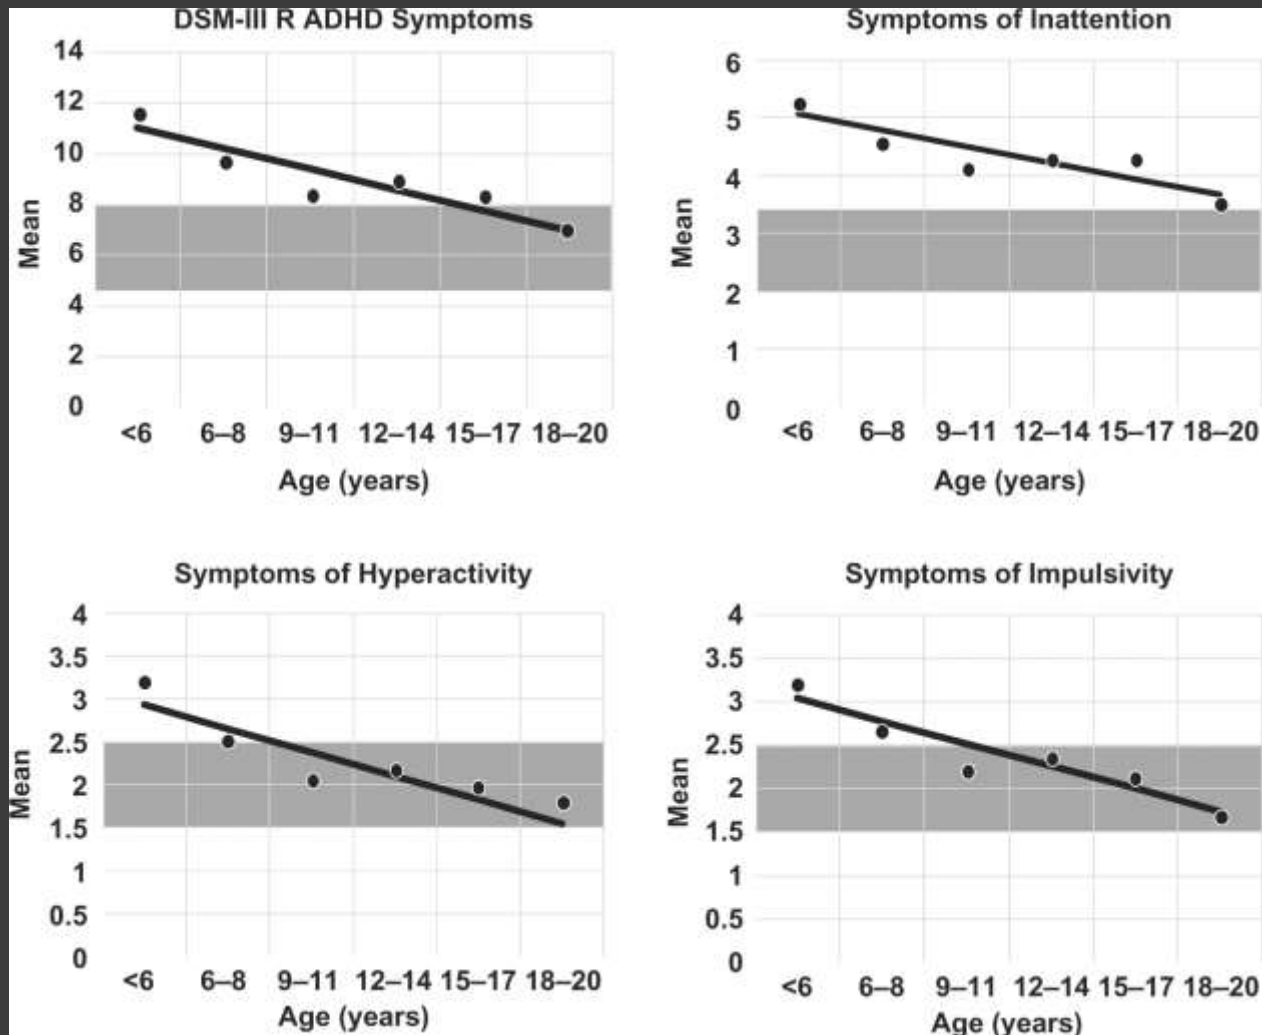 DSM-III R ADHD Symptoms
14
12
10
8
6
4
2
0
Mean
<6 6–8 9–11 12–14 15–17 18–20
Age (years)
Symptoms of Inattention
6
5
4
3
2
1
0
Mean
<6 6–8 9–11 12–14 15–17 18–20
Age (years)
Symptoms of Hyperactivity
4
3.5
3
2.5
2
1.5
1
0.5
0
Mean
<6 6–8 9–11 12–14 15–17 18–20
Age (years)
Symptoms of Impulsivity
4
3.5
3
2.5
2
1.5
1
0.5
0
Mean
<6 6–8 9–11 12–14 15–17 18–20
Age (years)